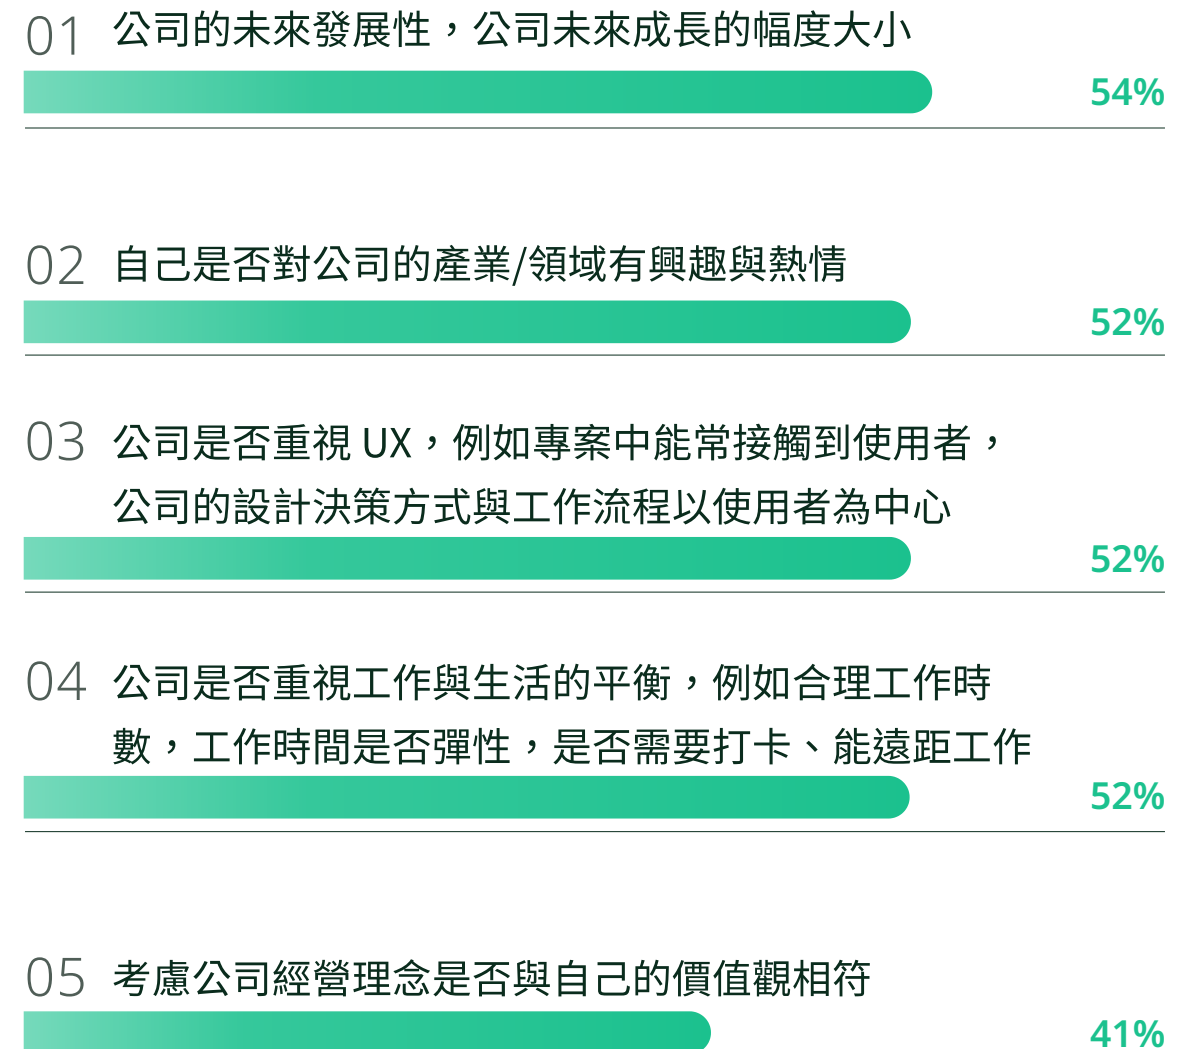 01 公司的未來發展性，公司未來成長的幅度大小
54%
02 自己是否對公司的產業/領域有興趣與熱情
52%
03 公司是否重視 UX，例如專案中能常接觸到使用者，
公司的設計決策方式與工作流程以使用者為中心
52%
04 公司是否重視工作與生活的平衡，例如合理工作時
數，工作時間是否彈性，是否需要打卡、能遠距工作
52%
05 考慮公司經營理念是否與自己的價值觀相符
41%